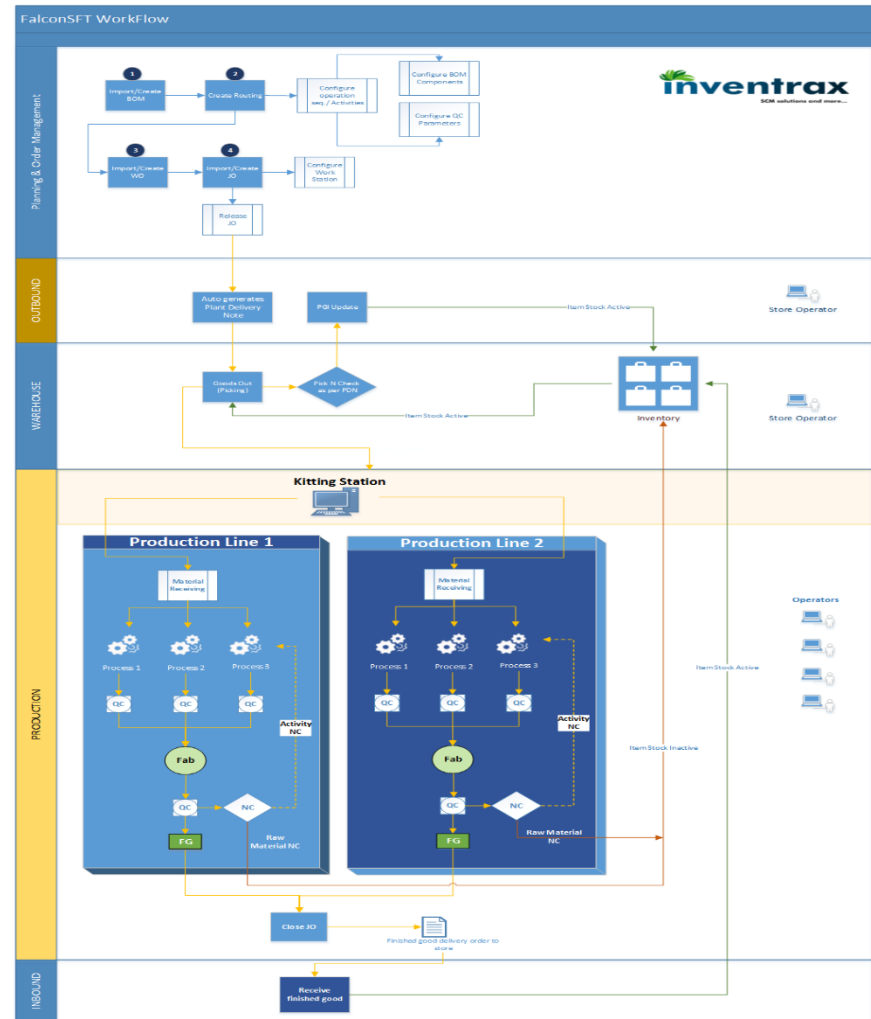 FalconSFT WorkFlow
Planning & Order Management
1
Import/Create
BOM
2
Create Routing
Configure
operation
seq./ Activities
Configure BOM
Components
Configure QC
Parameters
inventrax
SCM solutions and more...
3
Import/Create
WO
4
Import/Create
JO
Configure
Work
Station
Release
JO
OUTBOUND
Auto generates
Plant Delivery
Note
PGI Update
Item Stock Active
Store Operator
WAREHOUSE
Goods Out
(Picking)
Pick N Check
as per PDN
Item Stock Active
Inventory
Store Operator
PRODUCTION
Kitting Station
Production Line 1
Material
Receiving
Process 1
Process 2
Process 3
QC
QC
QC
Activity
NC
Fab
QC
NC
FG
Raw
Material NC
Production Line 2
Material
Receiving
Process 1
Process 2
Process 3
QC
QC
QC
Activity
NC
Fab
QC
NC
FG
Raw Material
NC
Operators
Item Stock Active
Item Stock Inactive
Close JO
Finished good delivery order to
store
INBOUND
Receive
finished good